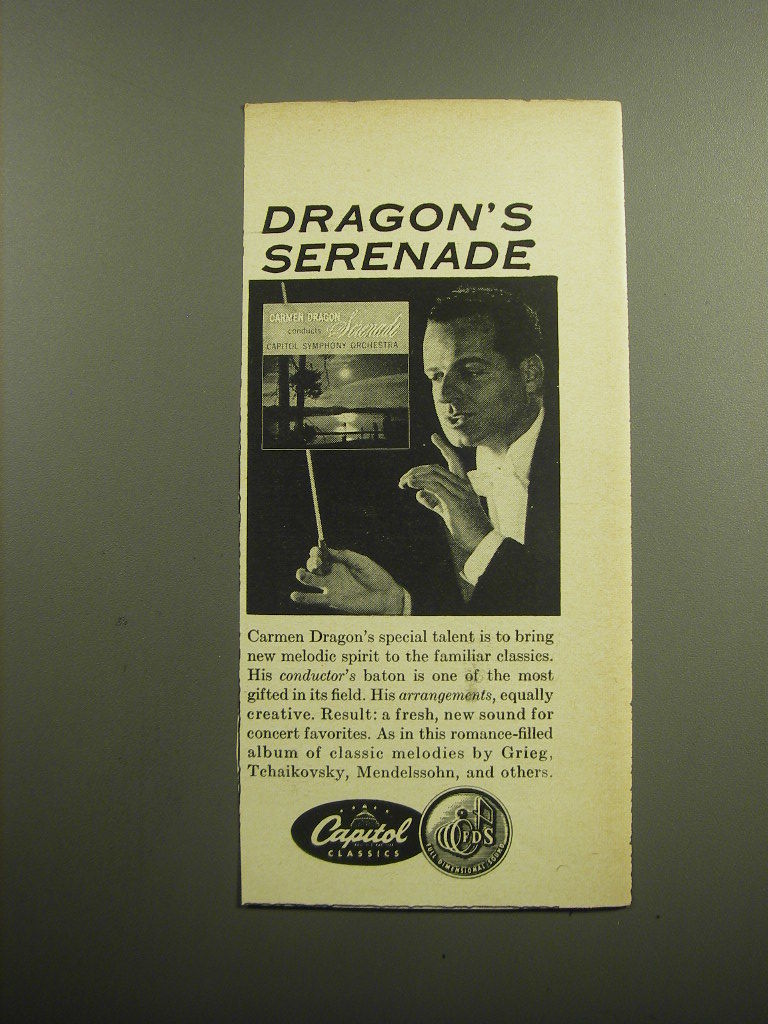 DRAGON'S
SERENADE
CARMEN DRAGON
conducts Serenade
CAPITOL SYMPHONY ORCHESTRA
Carmen Dragon's special talent is to bring
new melodic spirit to the familiar classics.
His conductor's baton is one of the most
gifted in its field. His arrangements, equally
creative. Result: a fresh, new sound for
concert favorites. As in this romance-filled
album of classic melodies by Grieg,
Tchaikovsky, Mendelssohn, and others.
Capitol
CLASSICS
FDS
FULL DIMENSIONAL SOUND